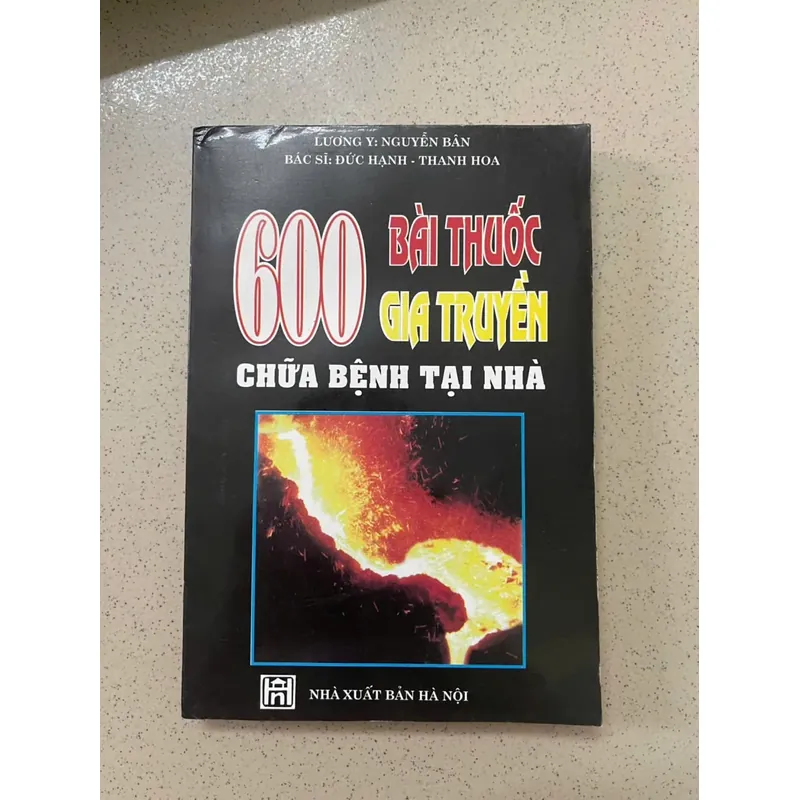 LƯƠNG Y: NGUYỄN BÂN
BÁC SĨ: ĐỨC HẠNH - THANH HOA
600 BÀI THUỐC
GIA TRUYỀN
CHỮA BỆNH TẠI NHÀ
NHÀ XUẤT BẢN HÀ NỘI